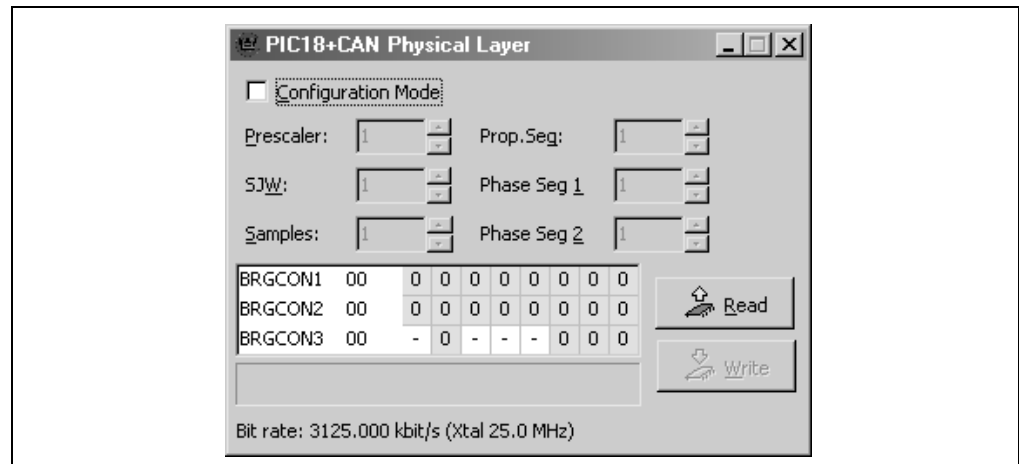 PIC18+CAN Physical Layer
Configuration Mode
Prescaler: 1 Prop.Seg: 1
SJW: 1 Phase Seg 1 1
Samples: 1 Phase Seg 2 1
BRGCON1 00 0 0 0 0 0 0 0 0
BRGCON2 00 0 0 0 0 0 0 0 0
BRGCON3 00 - 0 - - - 0 0 0
Read
Write
Bit rate: 3125.000 kbit/s (Xtal 25.0 MHz)